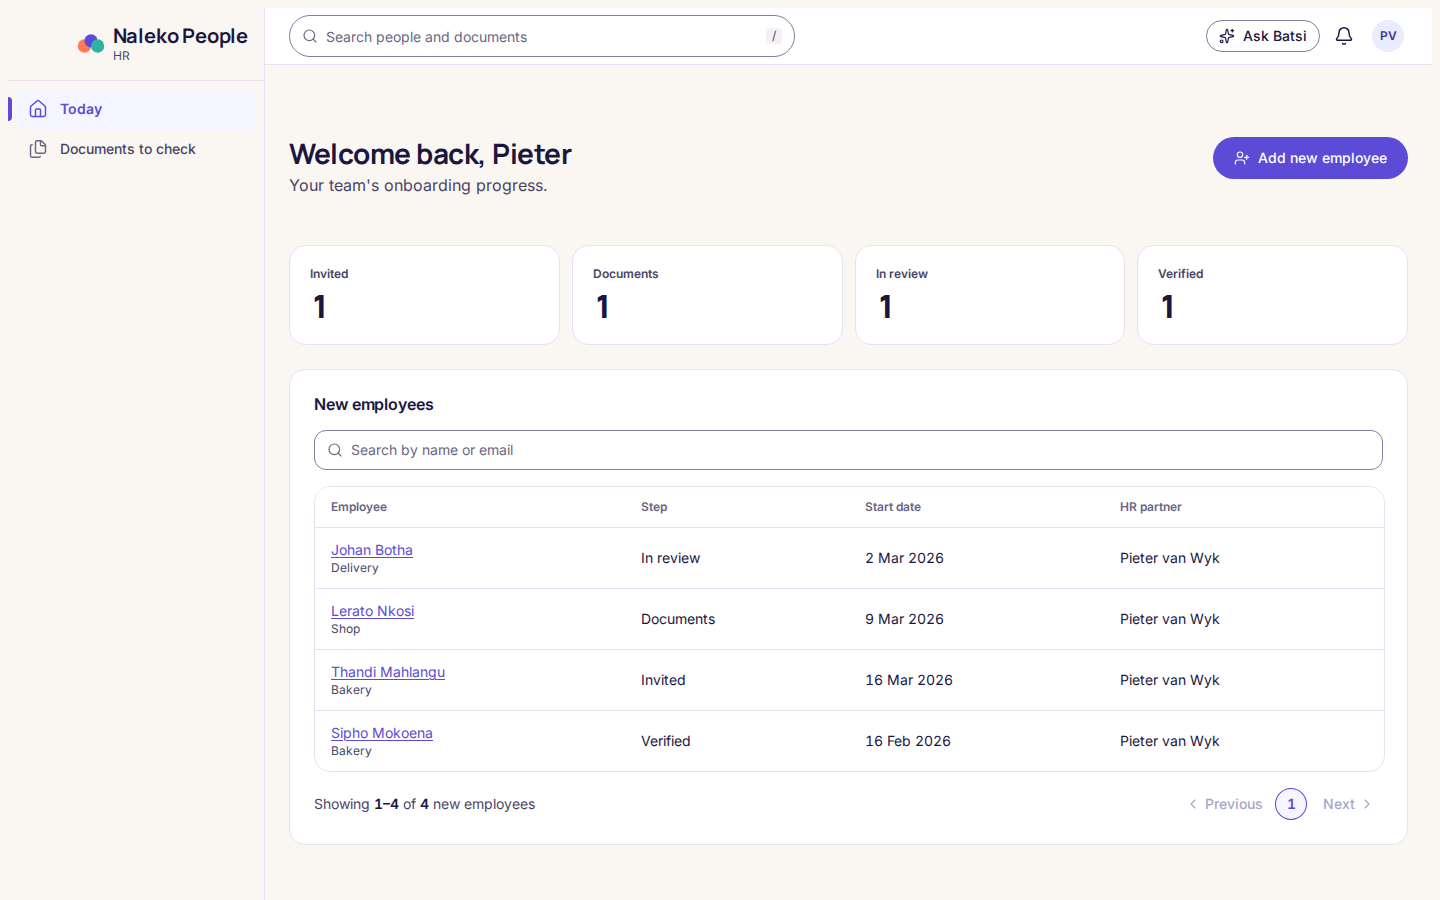 Naleko People
HR
Search people and documents
/
Ask Batsi
PV
Today
Documents to check
Welcome back, Pieter
Your team's onboarding progress.
Add new employee
Invited
1
Documents
1
In review
1
Verified
1
New employees
Search by name or email
Employee Step Start date HR partner
Johan Botha
Delivery
In review 2 Mar 2026 Pieter van Wyk
Lerato Nkosi
Shop
Documents 9 Mar 2026 Pieter van Wyk
Thandi Mahlangu
Bakery
Invited 16 Mar 2026 Pieter van Wyk
Sipho Mokoena
Bakery
Verified 16 Feb 2026 Pieter van Wyk
Showing 1–4 of 4 new employees
Previous 1 Next